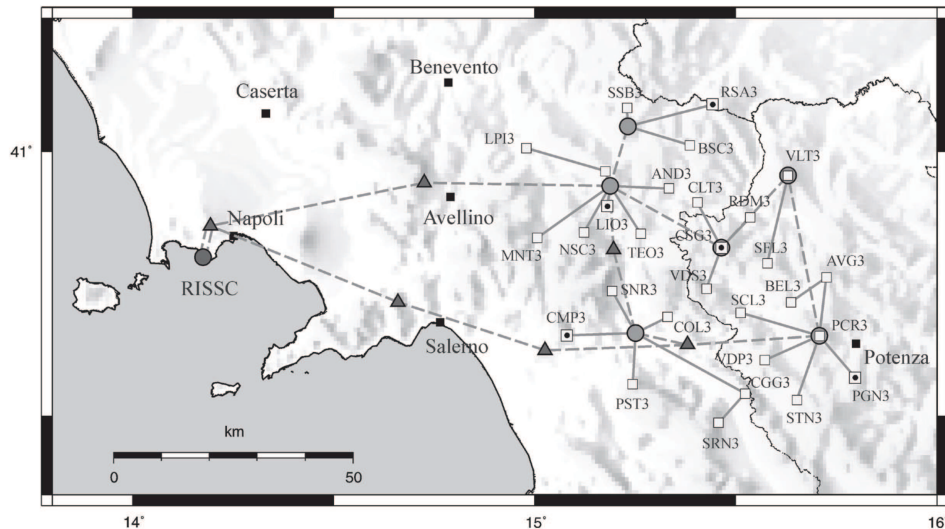 Benevento
Caserta
SSB3
RSA3
LPI3
BSC3
41°
AND3
CLT3
VLT3
RDM3
Avellino
Napoli
LIO3
CSG3
MNT3
NSC3
TEO3
SFL3
AVG3
RISSC
VDS3
BEL3
SNR3
SCL3
CMP3
COL3
PCR3
Salerno
VDP3
Potenza
CGG3
PGN3
PST3
STN3
SRN3
km
0
50
14°
15°
16